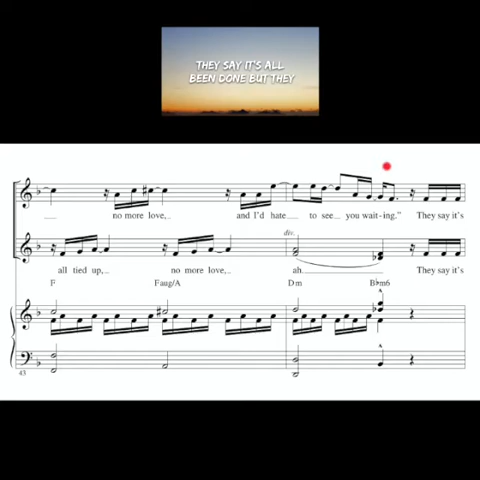 THEY SAY IT'S ALL
BEEN DONE BUT THEY
no more love, and I'd hate to see you wait-ing." They say it's
div.
all tied up, no more love, ah They say it's
F Faug/A Dm B♭m6
43